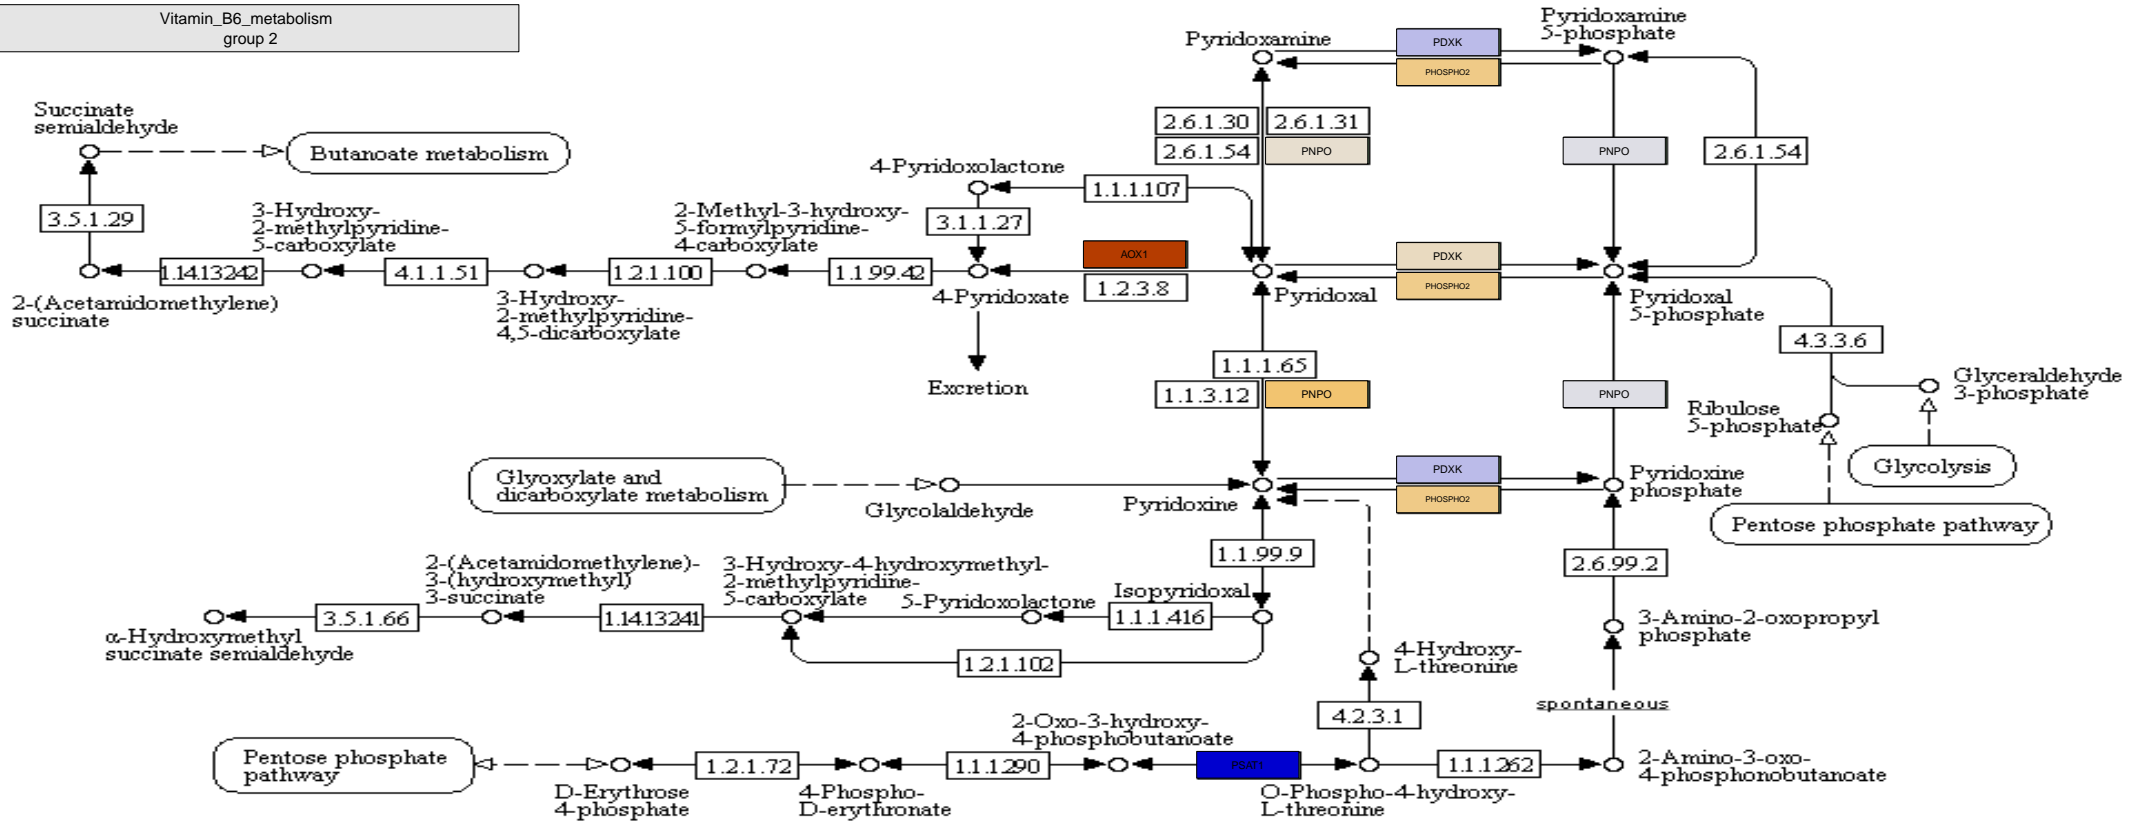 Vitamin_B6_metabolism
group 2
Pyridoxamine
PDXK
PHOSPHO2
Pyridoxamine
5-phosphate
Succinate
semialdehyde
Butanoate metabolism
2.6.1.30
2.6.1.31
2.6.1.54
PNPO
PNPO
2.6.1.54
4-Pyridoxolactone
1.1.1.107
3.5.1.29
3-Hydroxy-
2-methylpyridine-
5-carboxylate
2-Methyl-3-hydroxy-
5-formylpyridine-
4-carboxylate
3.1.1.27
1.14.13242
4.1.1.51
1.2.1.100
1.1.99.42
AOX1
1.2.3.8
PDXK
PHOSPHO2
2-(Acetamidomethylene)
succinate
3-Hydroxy-
2-methylpyridine-
4,5-dicarboxylate
4-Pyridoxate
Pyridoxal
Pyridoxal
5-phosphate
4.3.3.6
Excretion
1.1.1.65
1.1.3.12
PNPO
PNPO
Glyceraldehyde
3-phosphate
Ribulose
5-phosphate
Glycolysis
Glyoxylate and
dicarboxylate metabolism
Glycolaldehyde
Pyridoxine
PDXK
PHOSPHO2
Pyridoxine
phosphate
Pentose phosphate pathway
1.1.99.9
2.6.99.2
2-(Acetamidomethylene)-
3-(hydroxymethyl)
3-succinate
3-Hydroxy-4-hydroxymethyl-
2-methylpyridine-
5-carboxylate
5-Pyridoxolactone
Isopyridoxal
3.5.1.66
1.14.13241
1.1.1.416
α-Hydroxymethyl
succinate semialdehyde
1.2.1.102
4-Hydroxy-
L-threonine
3-Amino-2-oxopropyl
phosphate
4.2.3.1
spontaneous
2-Oxo-3-hydroxy-
4-phosphobutanoate
Pentose phosphate
pathway
1.2.1.72
1.1.1290
PSAT1
1.1.1262
D-Erythrose
4-phosphate
4-Phospho-
D-erythronate
O-Phospho-4-hydroxy-
L-threonine
2-Amino-3-oxo-
4-phosphonobutanoate